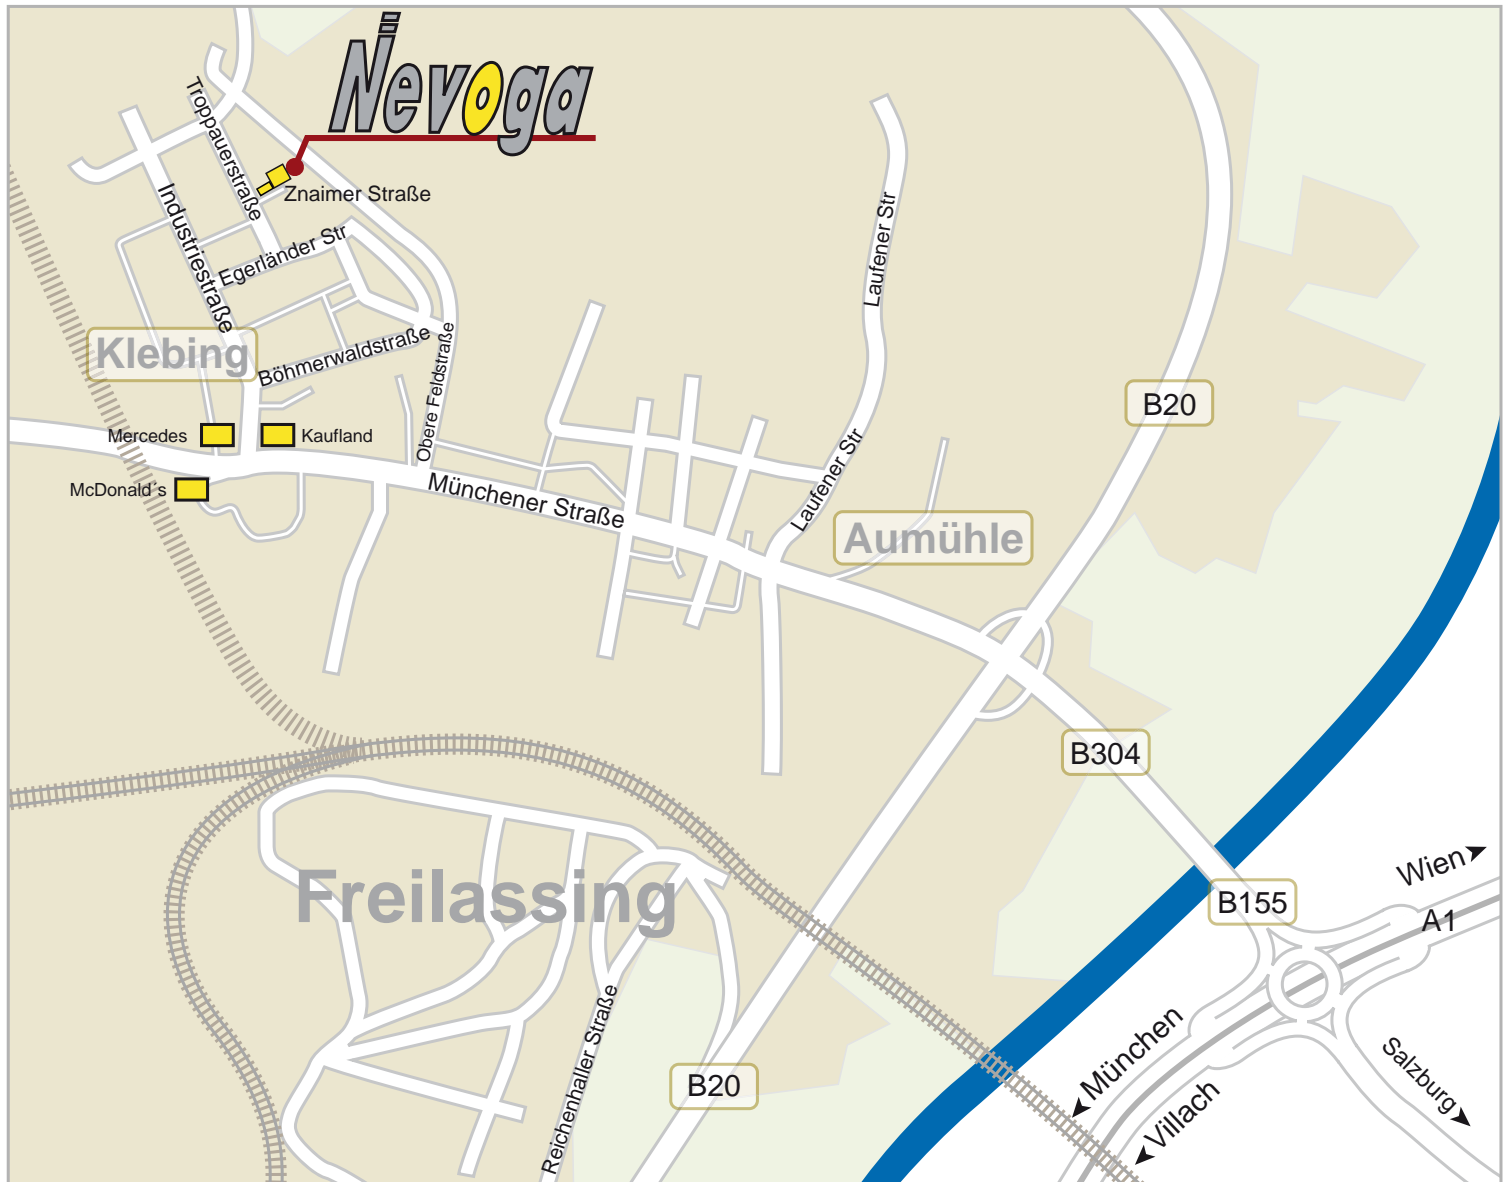 Nevoga
Troppauerstraße
Znaimer Straße
Industriestraße
Egerländer Str
Laufener Str
Klebing
Böhmerwaldstraße
Obere Feldstraße
B20
Mercedes
Kaufland
McDonald´s
Münchener Straße
Laufener Str
Aumühle
B304
Freilassing
B155
Wien
A1
Reichenhaller Straße
B20
München
Villach
Salzburg